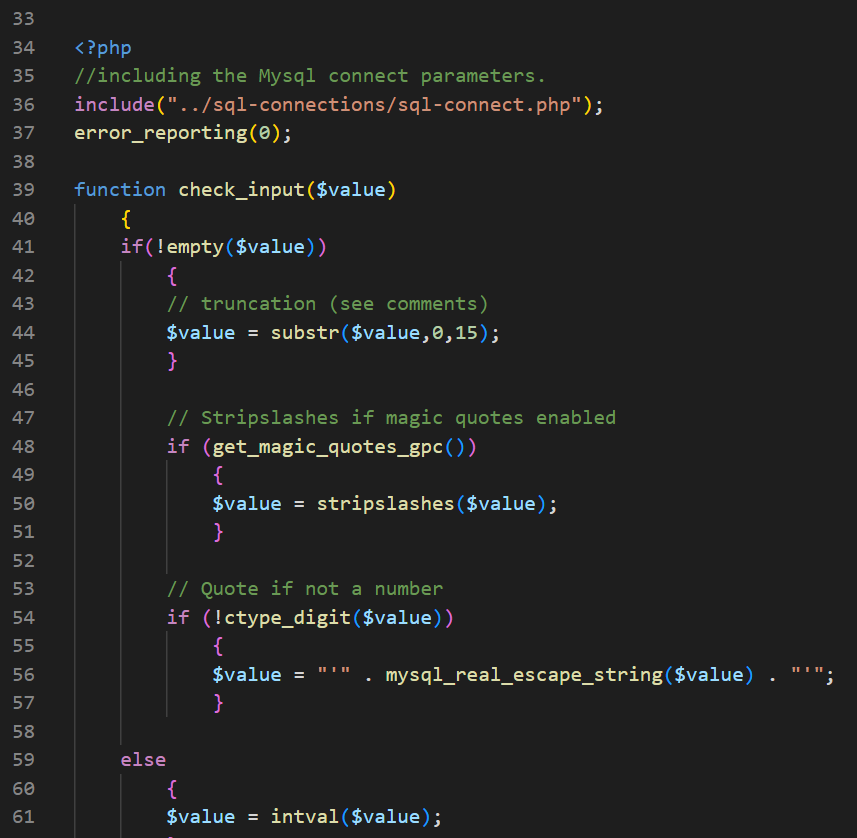 33
34 <?php
35 //including the Mysql connect parameters.
36 include("../sql-connections/sql-connect.php");
37 error_reporting(0);
38
39 function check_input($value)
40 {
41 if(!empty($value))
42 {
43 // truncation (see comments)
44 $value = substr($value,0,15);
45 }
46
47 // Stripslashes if magic quotes enabled
48 if (get_magic_quotes_gpc())
49 {
50 $value = stripslashes($value);
51 }
52
53 // Quote if not a number
54 if (!ctype_digit($value))
55 {
56 $value = "'" . mysql_real_escape_string($value) . "'";
57 }
58
59 else
60 {
61 $value = intval($value);